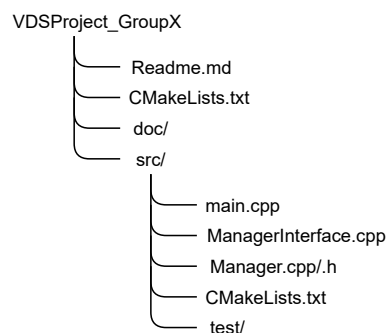 VDSProject_GroupX
Readme.md
CMakeLists.txt
doc/
src/
main.cpp
ManagerInterface.cpp
Manager.cpp/.h
CMakeLists.txt
test/